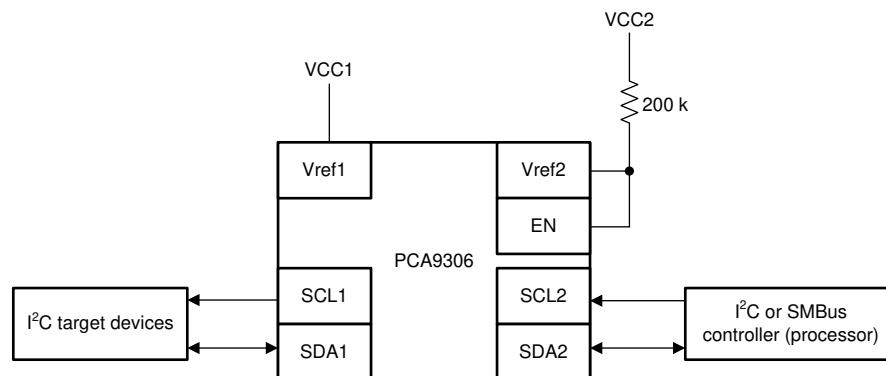 VCC2
VCC1
200 k
Vref1
Vref2
EN
PCA9306
SCL1
SCL2
I²C target devices
I²C or SMBus
controller (processor)
SDA1
SDA2